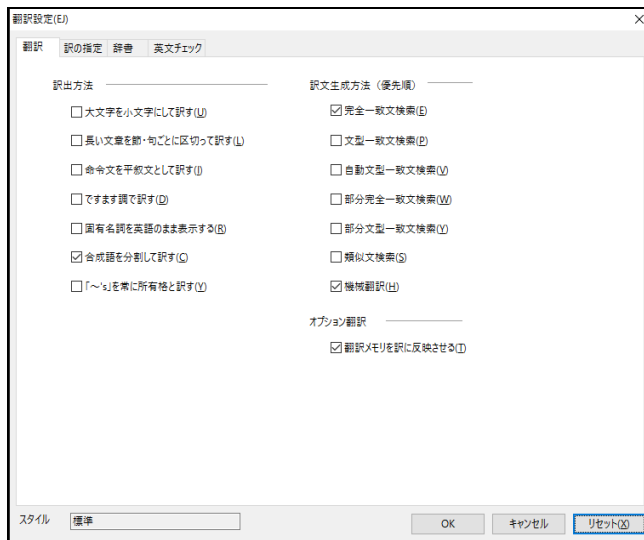 翻訳設定(EJ)
翻訳 訳の指定 辞書 英文チェック
訳出方法
大文字を小文字にして訳す(U)
長い文章を節・句ごとに区切って訳す(L)
命令文を平叙文として訳す(I)
ですます調で訳す(D)
固有名詞を英語のまま表示する(R)
合成語を分割して訳す(C)
「～'s」を常に所有格と訳す(Y)
訳文生成方法（優先順）
完全一致文検索(E)
文型一致文検索(P)
自動文型一致文検索(V)
部分完全一致文検索(W)
部分文型一致文検索(Y)
類似文検索(S)
機械翻訳(H)
オプション翻訳
翻訳メモリを訳に反映させる(T)
スタイル 標準
OK キャンセル リセット(X)